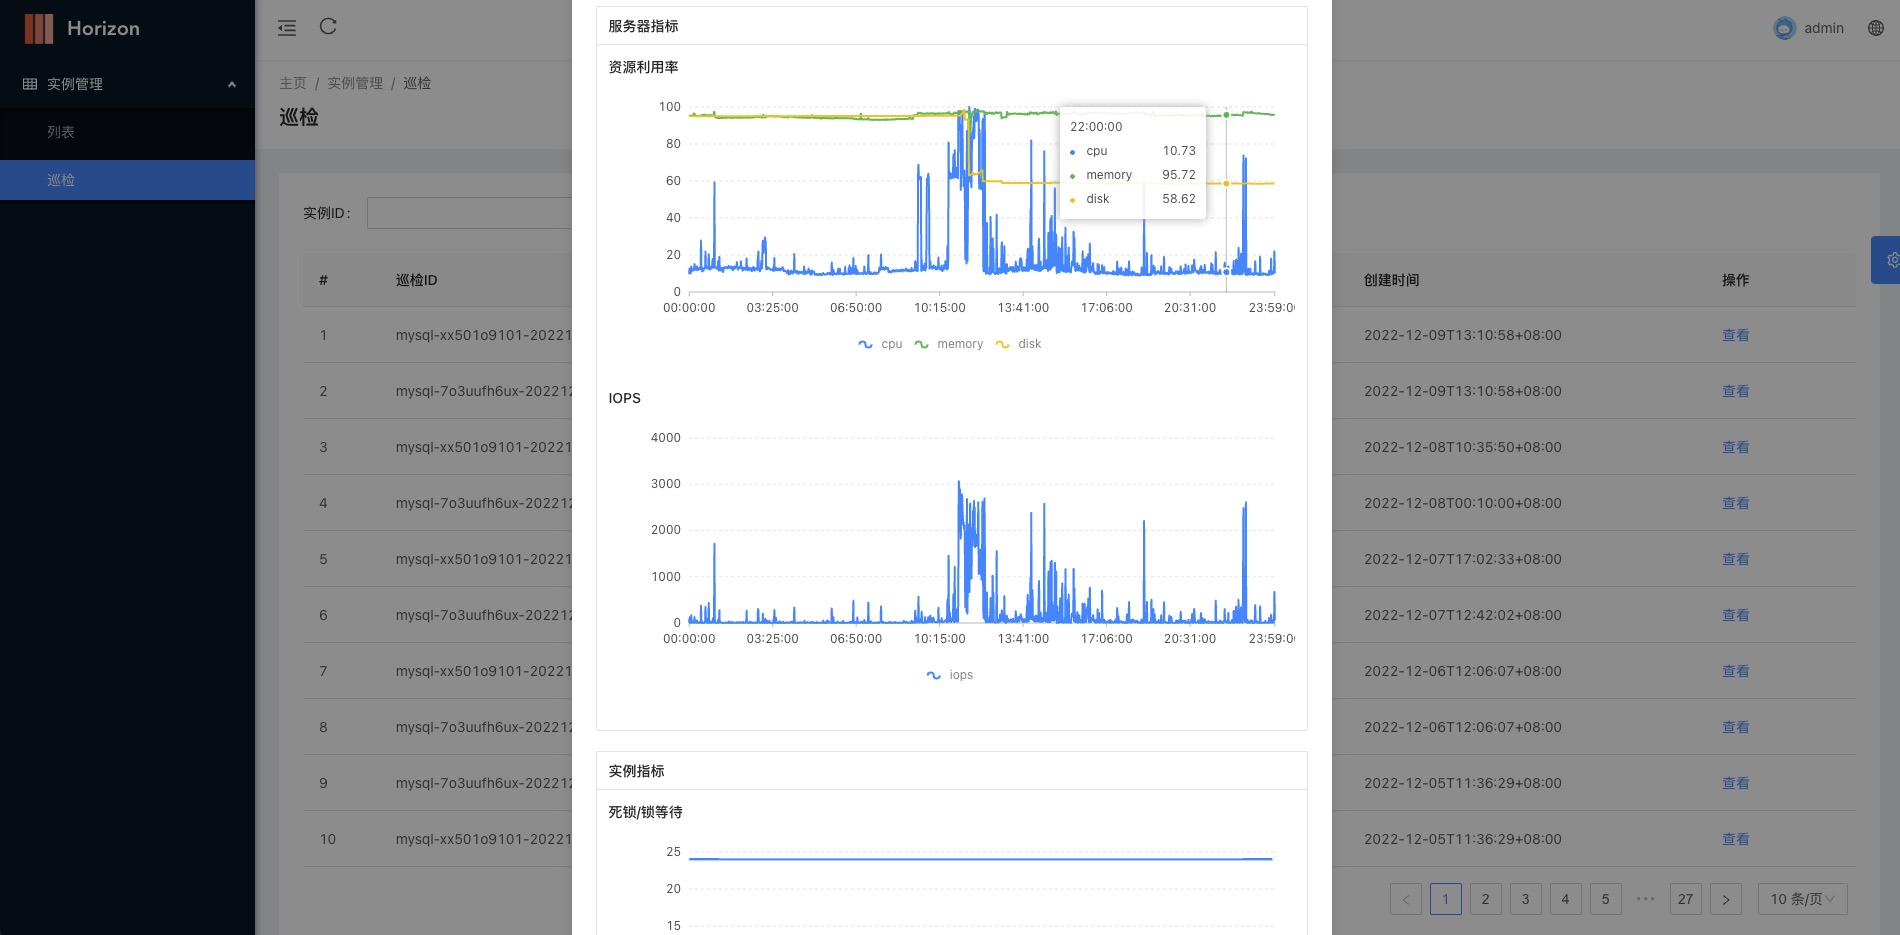 Horizon
实例管理
列表
巡检
admin
主页 / 实例管理 / 巡检
巡检
实例ID:
# 巡检ID 创建时间 操作
1 mysql-xx501o9101-20221 2022-12-09T13:10:58+08:00 查看
2 mysql-7o3uufh6ux-202212 2022-12-09T13:10:58+08:00 查看
3 mysql-xx501o9101-20221 2022-12-08T10:35:50+08:00 查看
4 mysql-7o3uufh6ux-202212 2022-12-08T00:10:00+08:00 查看
5 mysql-xx501o9101-20221 2022-12-07T17:02:33+08:00 查看
6 mysql-7o3uufh6ux-202212 2022-12-07T12:42:02+08:00 查看
7 mysql-xx501o9101-20221 2022-12-06T12:06:07+08:00 查看
8 mysql-7o3uufh6ux-202212 2022-12-06T12:06:07+08:00 查看
9 mysql-7o3uufh6ux-202212 2022-12-05T11:36:29+08:00 查看
10 mysql-xx501o9101-20221 2022-12-05T11:36:29+08:00 查看
< 1 2 3 4 5 ••• 27 > 10 条/页
服务器指标
资源利用率
100
80
60
40
20
0
00:00:00 03:25:00 06:50:00 10:15:00 13:41:00 17:06:00 20:31:00 23:59:0
22:00:00
cpu 10.73
memory 95.72
disk 58.62
cpu memory disk
IOPS
4000
3000
2000
1000
0
00:00:00 03:25:00 06:50:00 10:15:00 13:41:00 17:06:00 20:31:00 23:59:0
iops
实例指标
死锁/锁等待
25
20
15